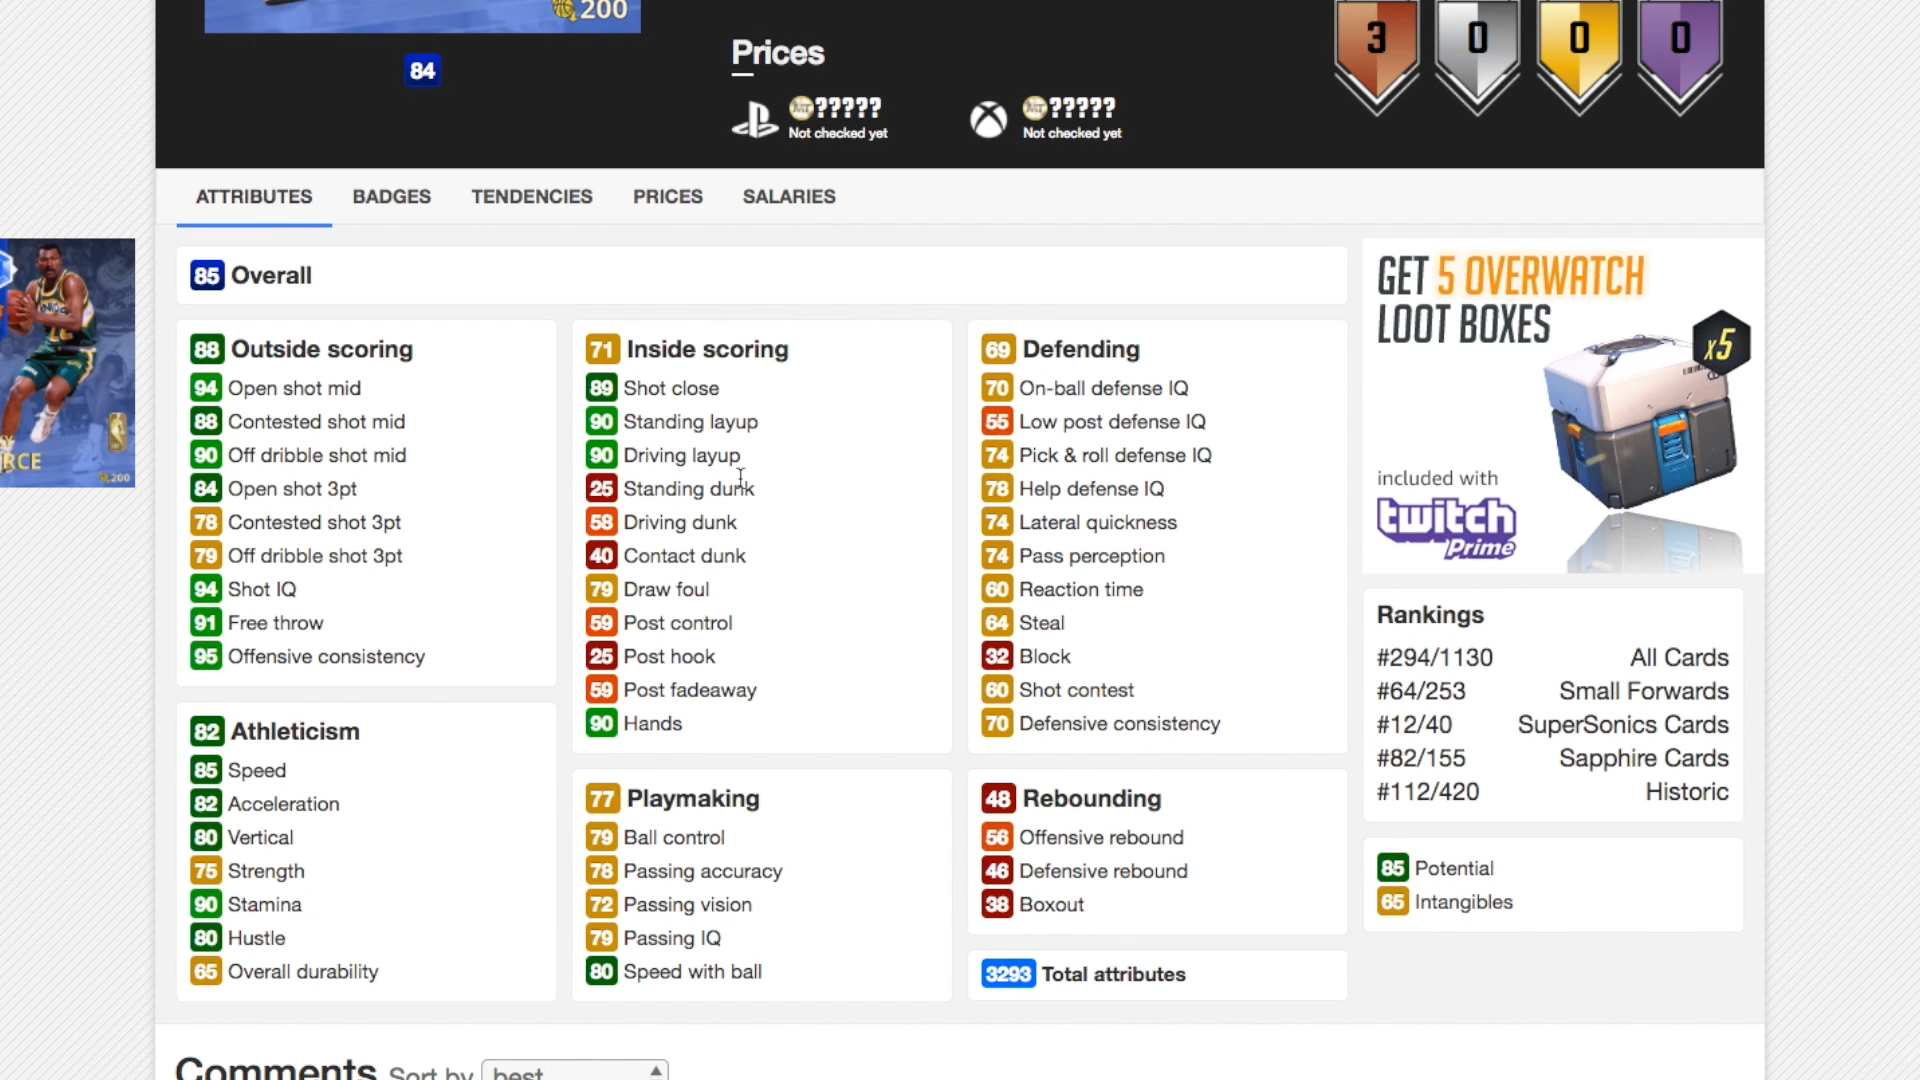 200
84
Prices
?????
Not checked yet
?????
Not checked yet
3
0
0
0
ATTRIBUTES
BADGES
TENDENCIES
PRICES
SALARIES
RCE
200
85 Overall
88 Outside scoring
94 Open shot mid
88 Contested shot mid
90 Off dribble shot mid
84 Open shot 3pt
78 Contested shot 3pt
79 Off dribble shot 3pt
94 Shot IQ
91 Free throw
95 Offensive consistency
82 Athleticism
85 Speed
82 Acceleration
80 Vertical
75 Strength
90 Stamina
80 Hustle
65 Overall durability
71 Inside scoring
89 Shot close
90 Standing layup
90 Driving layup
25 Standing dunk
58 Driving dunk
40 Contact dunk
79 Draw foul
59 Post control
25 Post hook
59 Post fadeaway
90 Hands
77 Playmaking
79 Ball control
78 Passing accuracy
72 Passing vision
79 Passing IQ
80 Speed with ball
69 Defending
70 On-ball defense IQ
55 Low post defense IQ
74 Pick & roll defense IQ
78 Help defense IQ
74 Lateral quickness
74 Pass perception
60 Reaction time
64 Steal
32 Block
60 Shot contest
70 Defensive consistency
48 Rebounding
56 Offensive rebound
46 Defensive rebound
38 Boxout
3293 Total attributes
GET 5 OVERWATCH
LOOT BOXES
x5
included with
twitch
Prime
Rankings
#294/1130 All Cards
#64/253 Small Forwards
#12/40 SuperSonics Cards
#82/155 Sapphire Cards
#112/420 Historic
85 Potential
65 Intangibles
Comments Sort by best